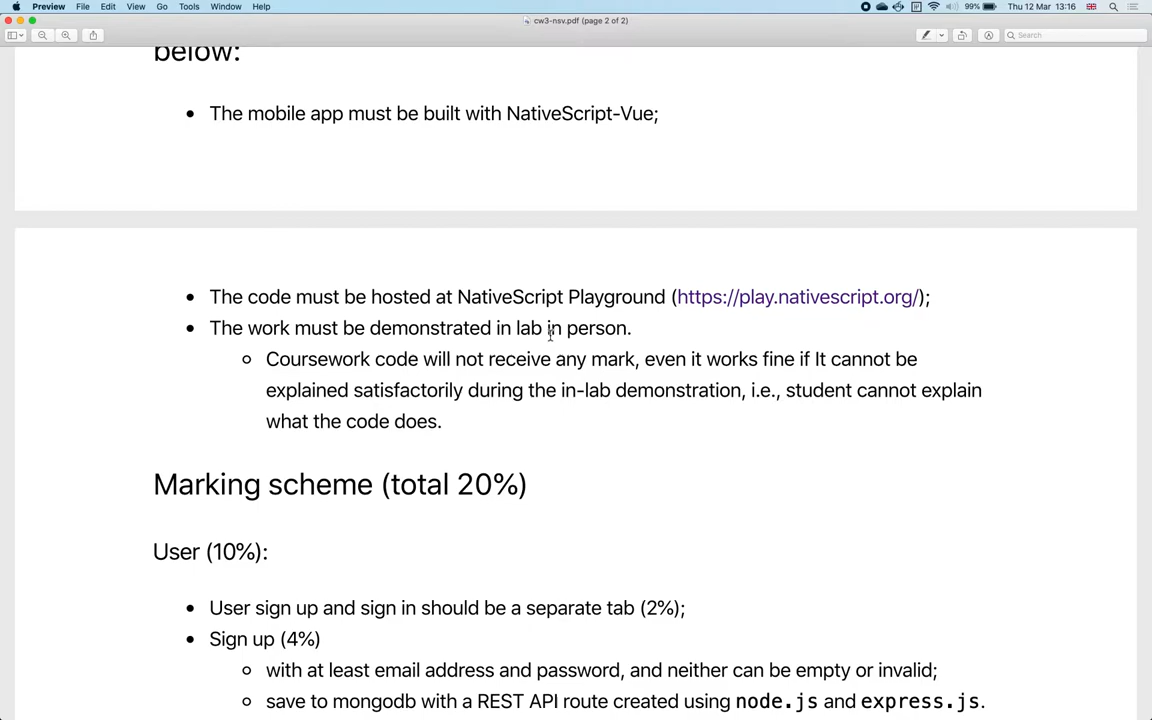 Preview File Edit View Go Tools Window Help 99% Thu 12 Mar 13:16
cw3-nsv.pdf (page 2 of 2)
Search
below:
• The mobile app must be built with NativeScript-Vue;
• The code must be hosted at NativeScript Playground (https://play.nativescript.org/);
• The work must be demonstrated in lab in person.
◦ Coursework code will not receive any mark, even it works fine if It cannot be
explained satisfactorily during the in-lab demonstration, i.e., student cannot explain
what the code does.
Marking scheme (total 20%)
User (10%):
• User sign up and sign in should be a separate tab (2%);
• Sign up (4%)
◦ with at least email address and password, and neither can be empty or invalid;
◦ save to mongodb with a REST API route created using node.js and express.js.